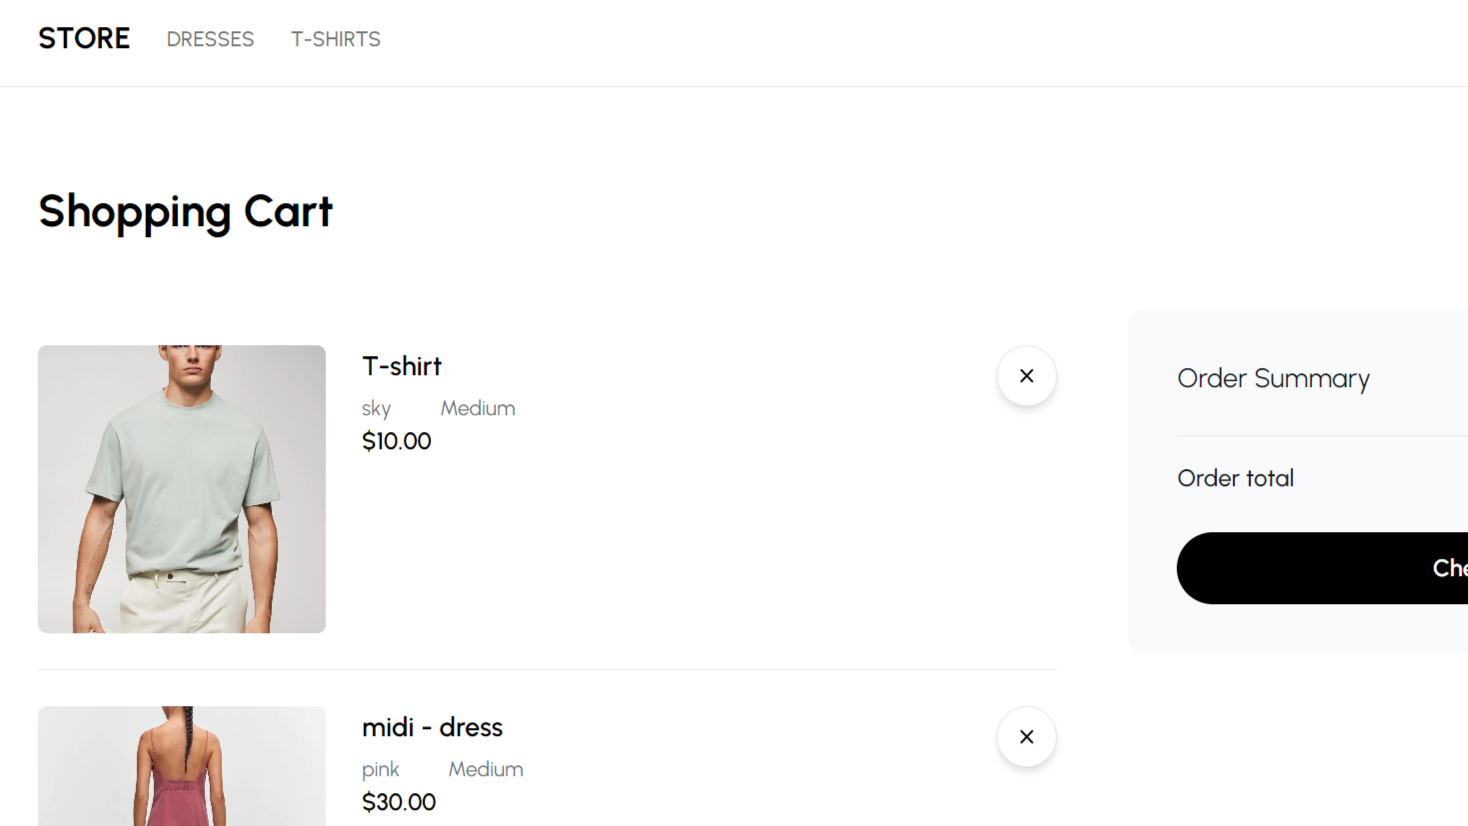 STORE DRESSES T-SHIRTS
Shopping Cart
T-shirt
sky Medium
$10.00
midi - dress
pink Medium
$30.00
Order Summary
Order total